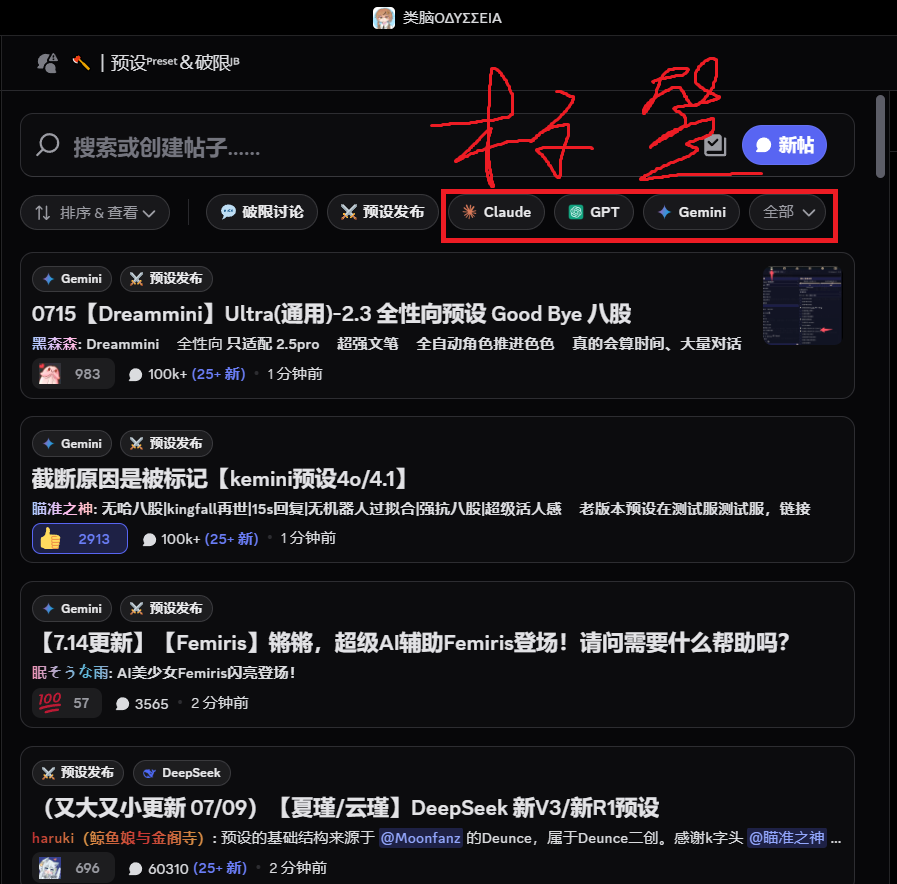 类脑ΟΔΥΣΣΕΙΑ
| 预设Preset&破限JB
搜索或创建帖子……
新帖
排序 & 查看
破限讨论
预设发布
Claude
GPT
Gemini
全部
Gemini 预设发布
0715【Dreammini】Ultra(通用)-2.3 全性向预设 Good Bye 八股
黑森森: Dreammini 全性向 只适配 2.5pro 超强文笔 全自动角色推进色色 真的会算时间、大量对话
983 100k+ (25+ 新) • 1 分钟前
Gemini 预设发布
截断原因是被标记【kemini预设4o/4.1】
瞄准之神: 无哈八股|kingfall再世|15s回复|无机器人过拟合|强抗八股|超级活人感 老版本预设在测试服测试服，链接
2913 100k+ (25+ 新) • 1 分钟前
Gemini 预设发布
【7.14更新】【Femiris】锵锵，超级AI辅助Femiris登场！请问需要什么帮助吗？
眠そうな雨: AI美少女Femiris闪亮登场！
100 57 3565 • 2 分钟前
预设发布 DeepSeek
（又大又小更新 07/09）【夏瑾/云瑾】DeepSeek 新V3/新R1预设
haruki（鲸鱼娘与金阁寺）: 预设的基础结构来源于 @Moonfanz 的Deunce，属于Deunce二创。感谢k字头 @瞄准之神 ...
696 60310 (25+ 新) • 2 分钟前